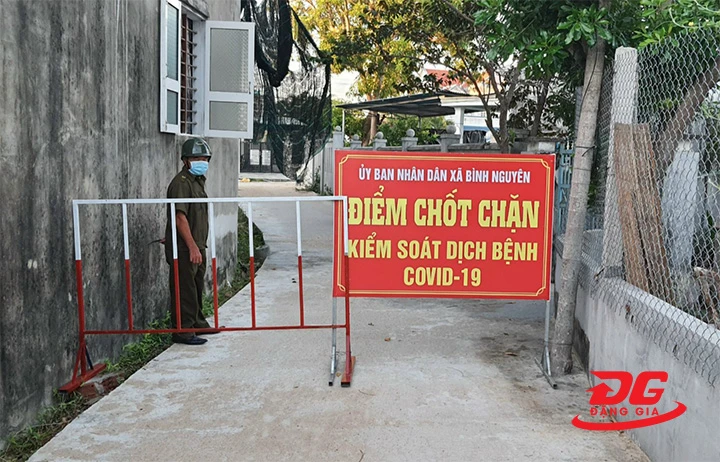 ỦY BAN NHÂN DÂN XÃ BÌNH NGUYÊN
ĐIỂM CHỐT CHẶN
KIỂM SOÁT DỊCH BỆNH
COVID-19
ĐG
ĐĂNG GIA